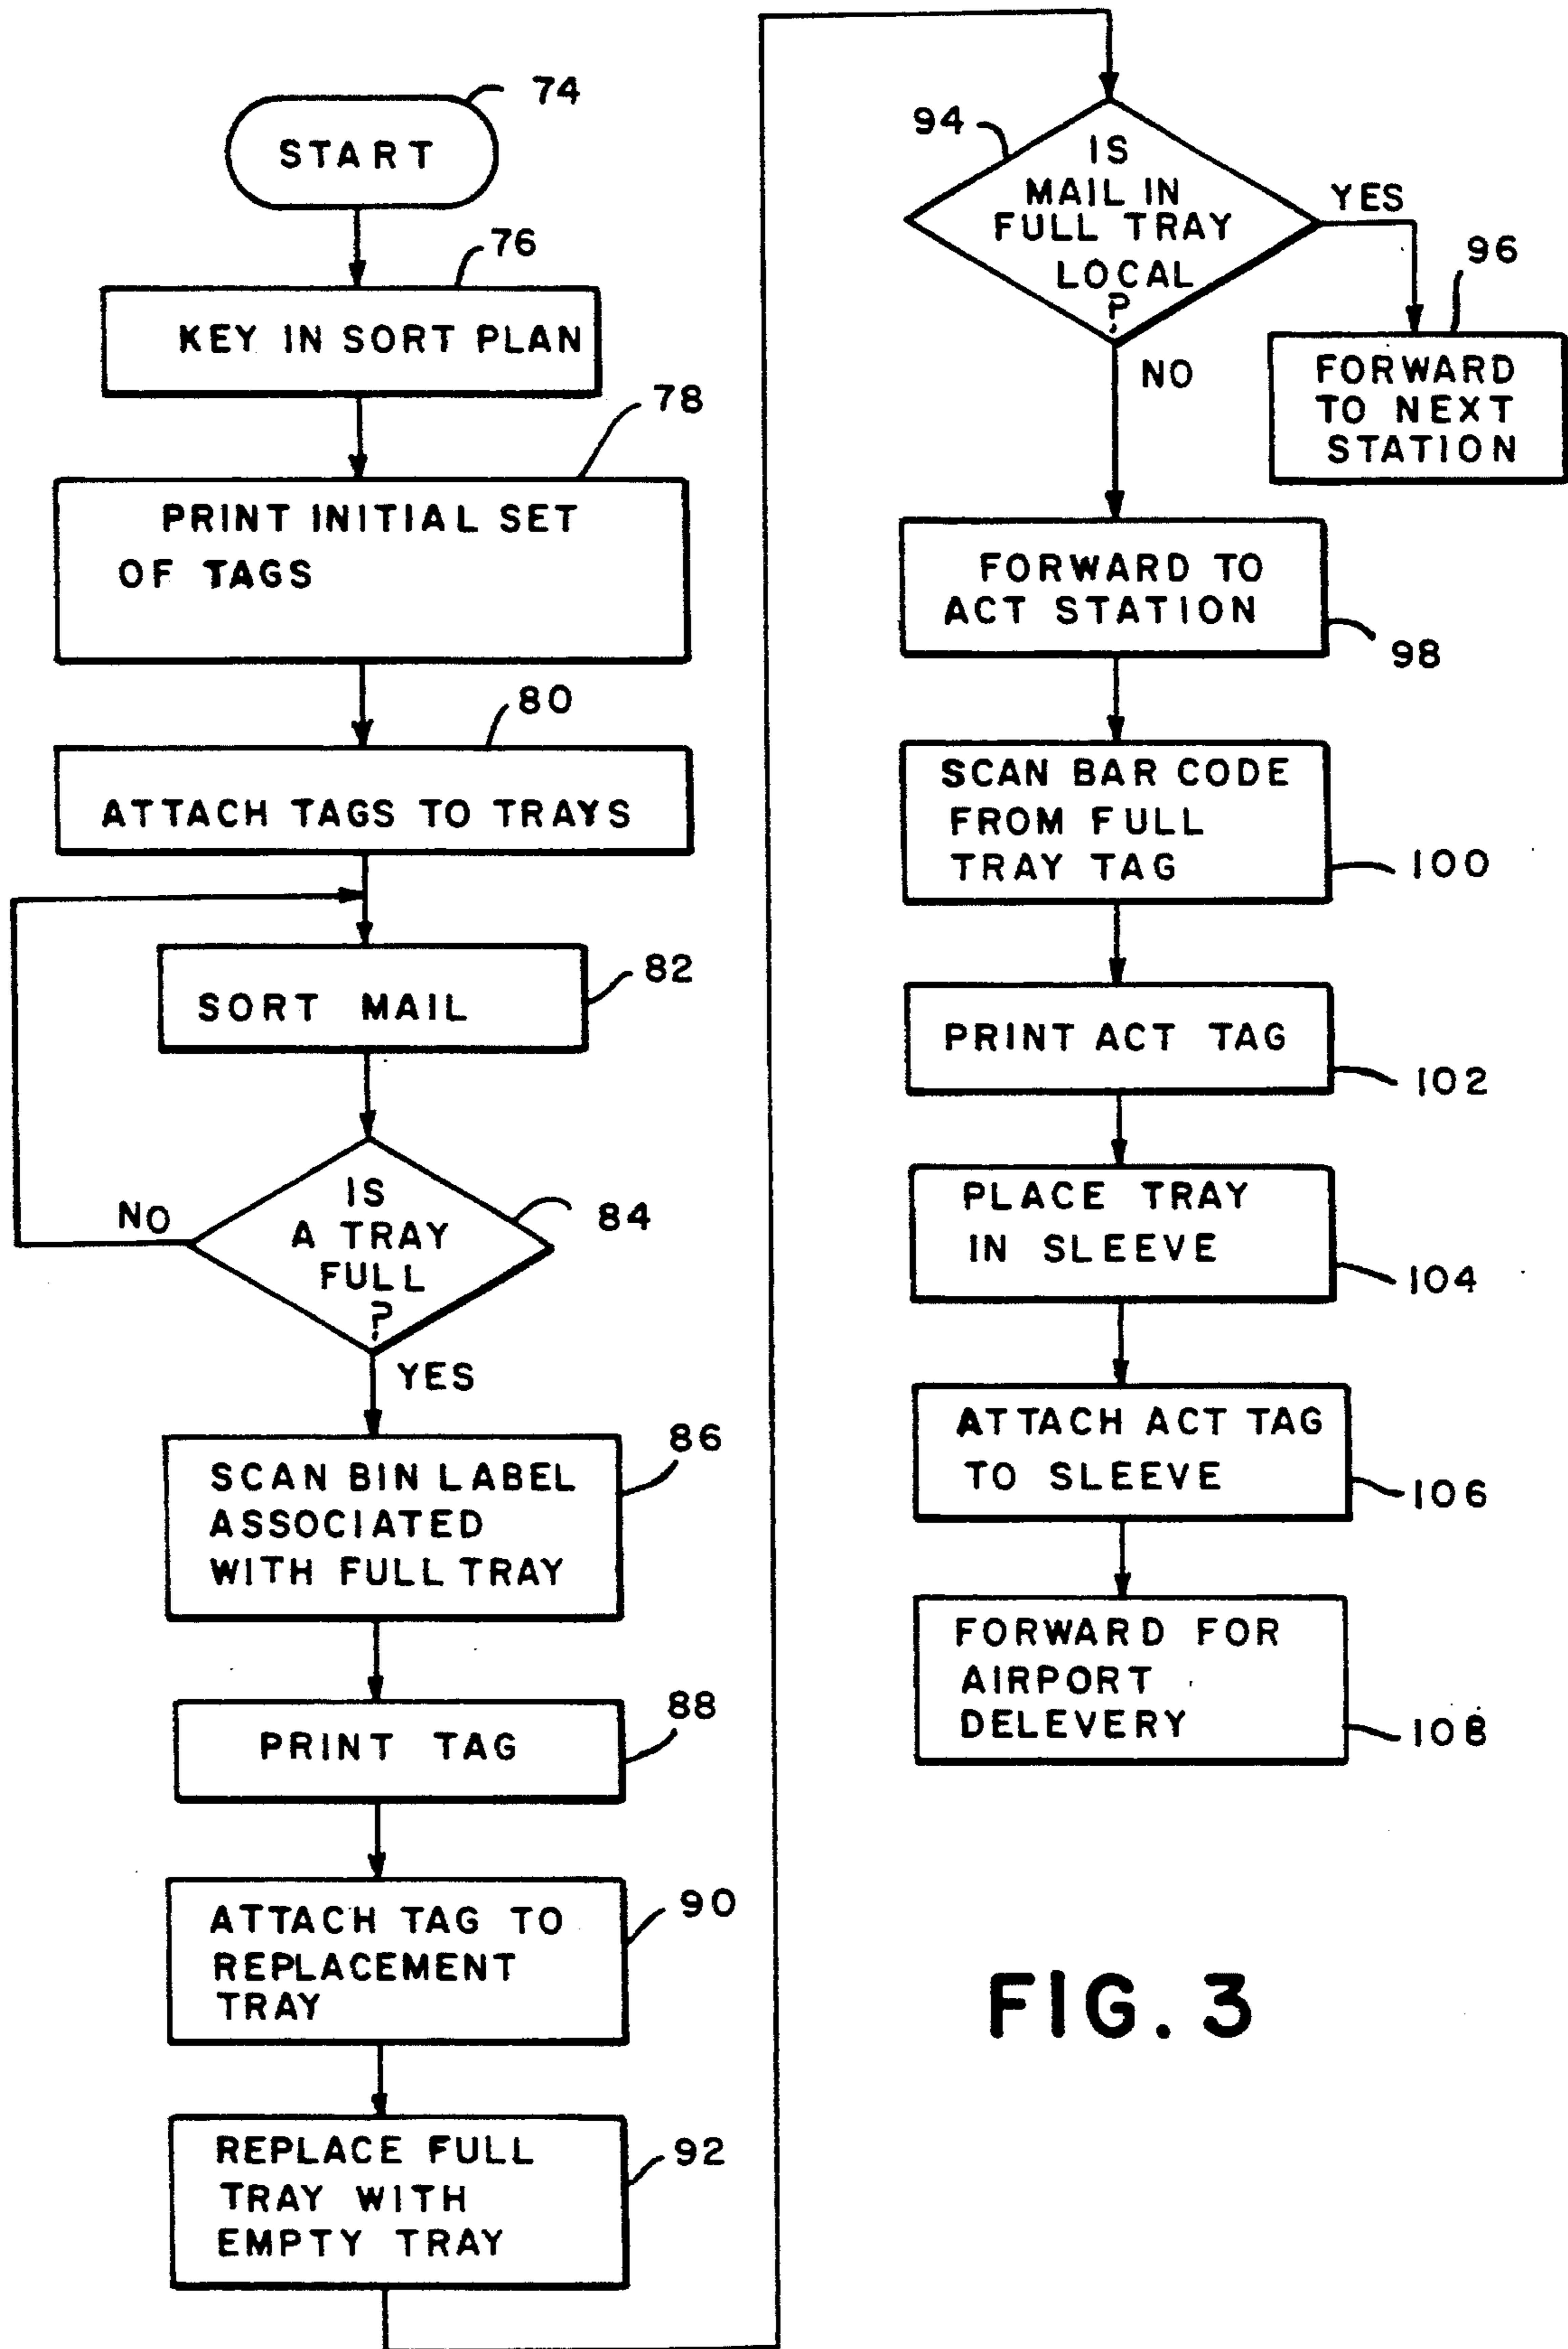 74
START
76
KEY IN SORT PLAN
78
PRINT INITIAL SET
OF TAGS
80
ATTACH TAGS TO TRAYS
82
SORT MAIL
84
IS
A TRAY
FULL
?
NO
YES
86
SCAN BIN LABEL
ASSOCIATED
WITH FULL TRAY
88
PRINT TAG
90
ATTACH TAG TO
REPLACEMENT
TRAY
92
REPLACE FULL
TRAY WITH
EMPTY TRAY
94
IS
MAIL IN
FULL TRAY
LOCAL
?
YES
96
FORWARD
TO NEXT
STATION
NO
FORWARD TO
ACT STATION
98
SCAN BAR CODE
FROM FULL
TRAY TAG
100
PRINT ACT TAG
102
PLACE TRAY
IN SLEEVE
104
ATTACH ACT TAG
TO SLEEVE
106
FORWARD FOR
AIRPORT
DELEVERY
108
FIG. 3